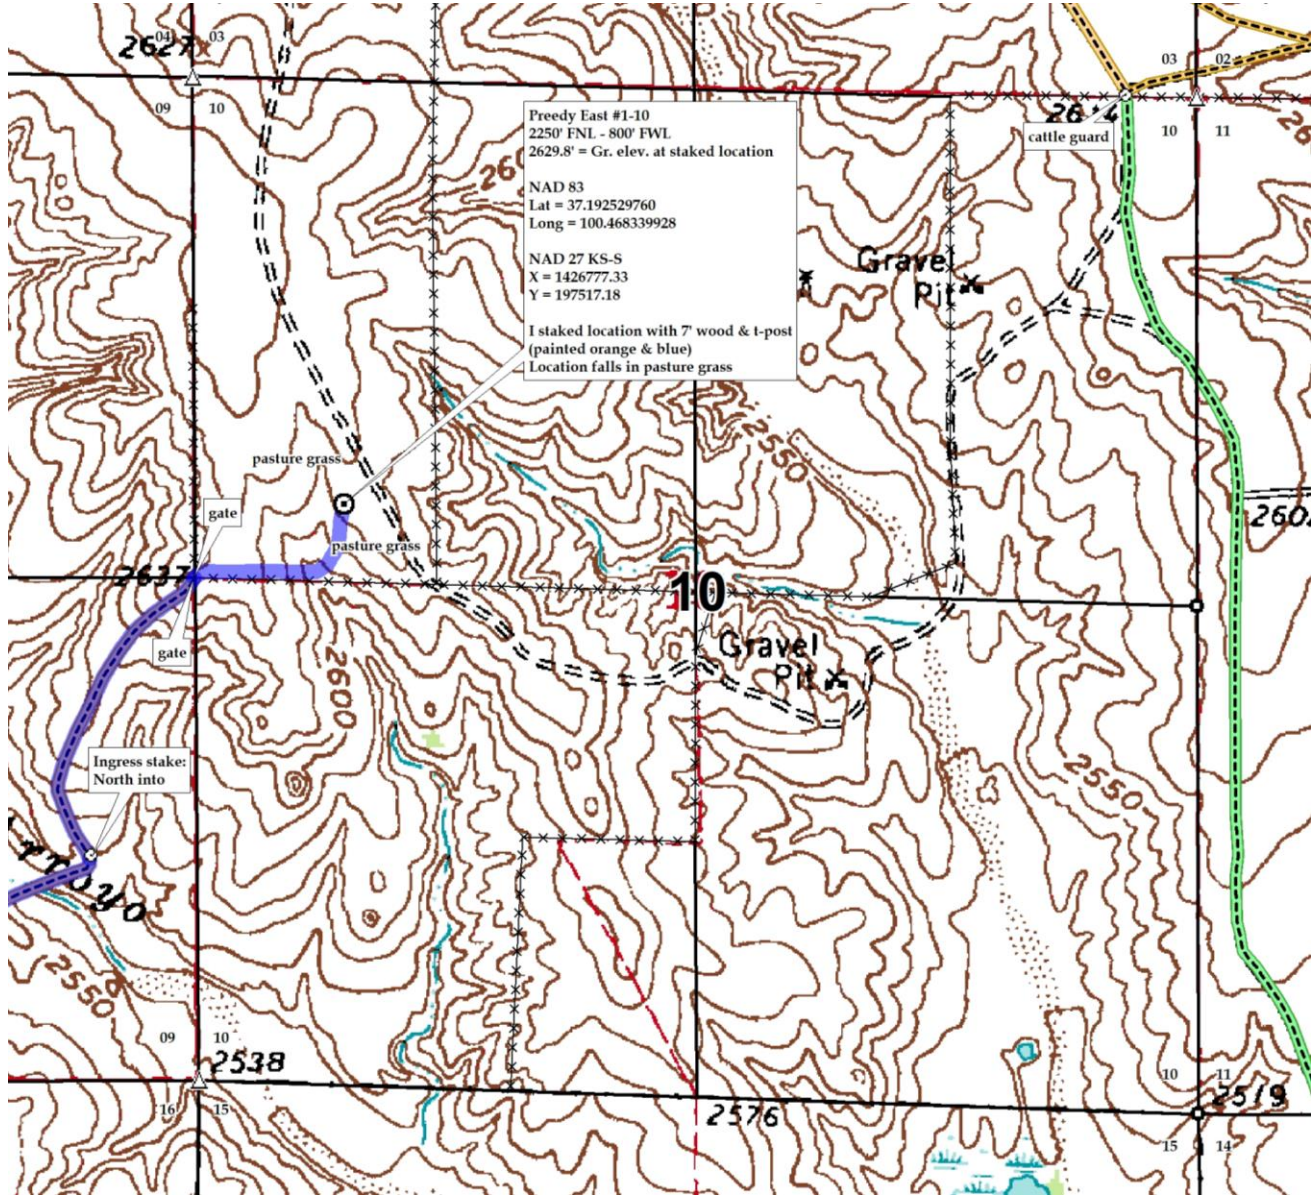 04 03
2627
03 02
09 10
Preedy East #1-10
2250' FNL - 800' FWL
2629.8' = Gr. elev. at staked location
NAD 83
Lat = 37.192529760
Long = 100.468339928
NAD 27 KS-S
X = 1426777.33
Y = 197517.18
I staked location with 7' wood & t-post
(painted orange & blue)
Location falls in pasture grass
cattle guard
10 11
Gravel
Pit
2550
pasture grass
gate
pasture grass
2637
10
gate
Gravel
Pit
2600
Ingress stake:
North into
2550
rroyo
2550
09 10
2538
10 11
2519
16 15
2576
15 14